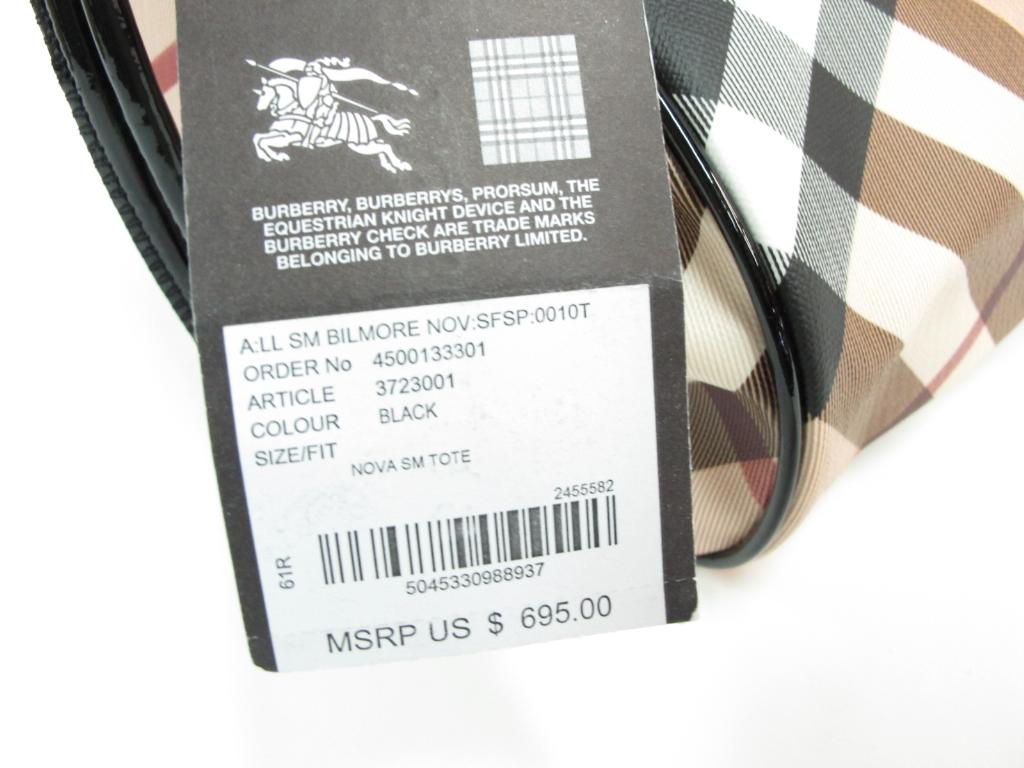 BURBERRY, BURBERRYS, PRORSUM, THE
EQUESTRIAN KNIGHT DEVICE AND THE
BURBERRY CHECK ARE TRADE MARKS
BELONGING TO BURBERRY LIMITED.
A:LL SM BILMORE NOV:SFSP:0010T
ORDER No 4500133301
ARTICLE 3723001
COLOUR BLACK
SIZE/FIT
NOVA SM TOTE
2455582
61R
5045330988937
MSRP US $ 695.00